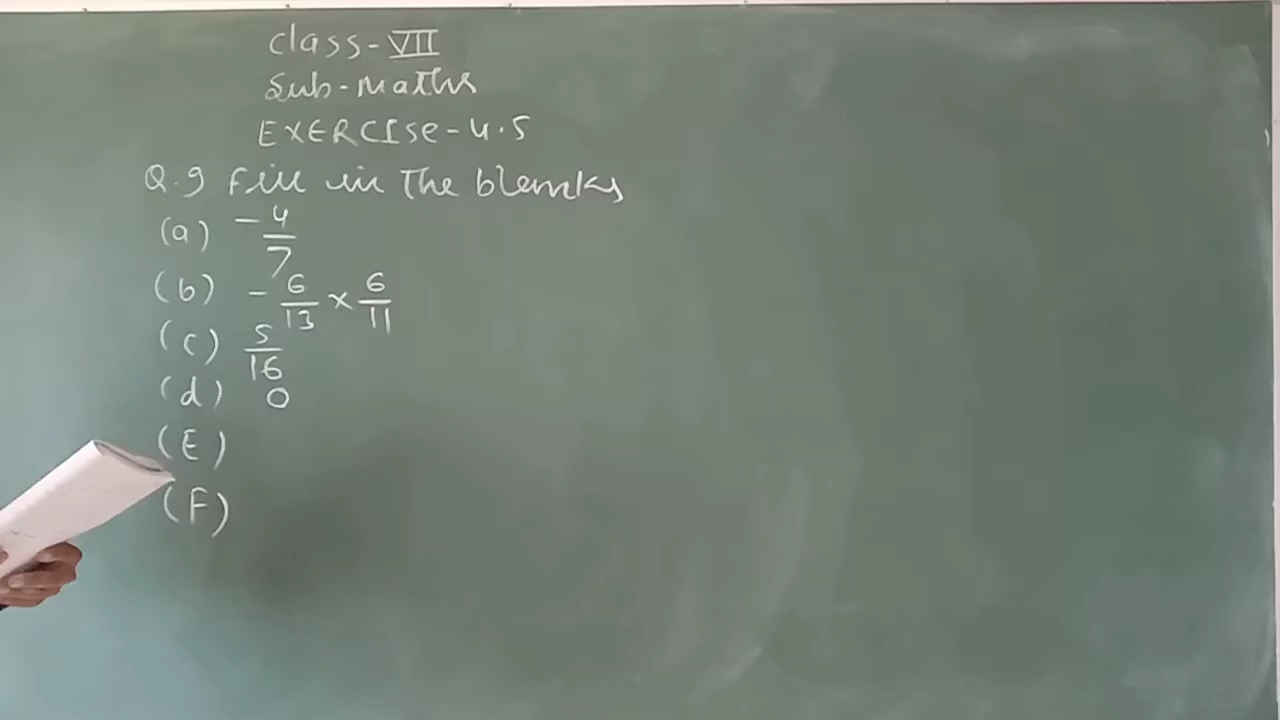 Class-VII
Sub-Maths
EXERCISE-4.5
Q.9 Fill in The blanks
(a) -4/7
(b) -6/13 × 6/11
(c) 5/16
(d) 0
(E)
(F)